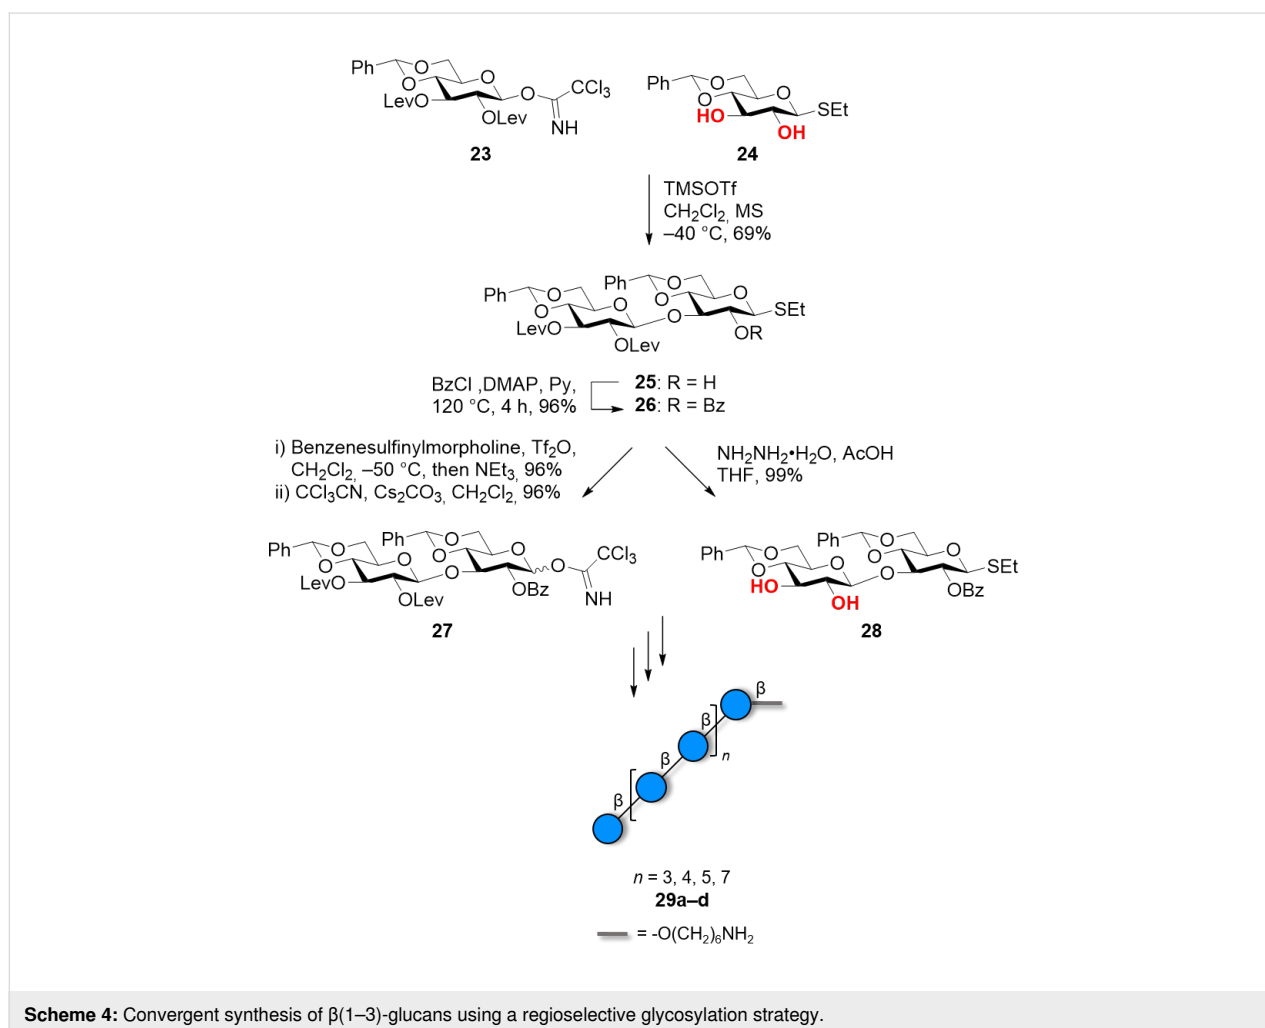 Ph O O O LevO OLev O CCl3 NH
23
Ph O O O HO OH SEt
24
TMSOTf
CH2Cl2, MS
–40 °C, 69%
Ph O O O LevO OLev O Ph O O O SEt OR
BzCl ,DMAP, Py,
120 °C, 4 h, 96%
25: R = H
26: R = Bz
i) Benzenesulfinylmorpholine, Tf2O,
CH2Cl2, –50 °C, then NEt3, 96%
ii) CCl3CN, Cs2CO3, CH2Cl2, 96%
NH2NH2•H2O, AcOH
THF, 99%
Ph O O O LevO OLev O Ph O O O OBz O CCl3 NH
27
Ph O O O HO OH O Ph O O O SEt OBz
28
β
β
n
β
β
n = 3, 4, 5, 7
29a–d
= -O(CH2)6NH2
Scheme 4: Convergent synthesis of β(1–3)-glucans using a regioselective glycosylation strategy.